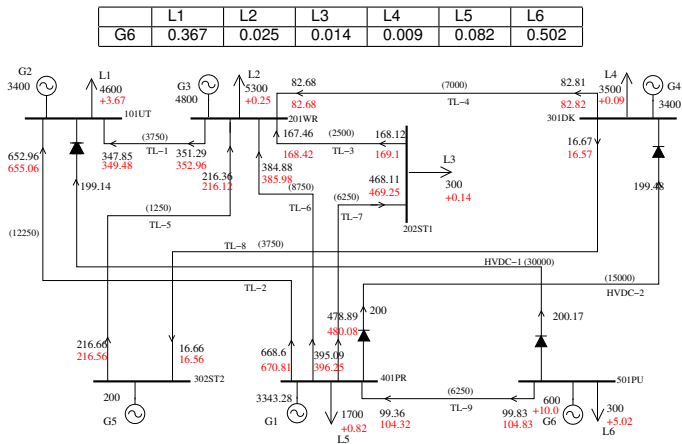 L1 L2 L3 L4 L5 L6
G6 0.367 0.025 0.014 0.009 0.082 0.502
G2
3400
L1
4600
+3.67
101UT
G3
4800
L2
5300
+0.25
201WR
82.68
82.68
(7000)
TL-4
82.81
82.82
L4
3500
+0.09
301DK
G4
3400
652.96
655.06
347.85
349.48
(3750)
TL-1
351.29
352.96
167.46
168.42
(2500)
TL-3
168.12
169.1
16.67
16.57
199.14
216.36
216.12
384.88
385.98
468.11
469.25
L3
300
+0.14
199.48
(12250)
(1250)
TL-5
(8750)
TL-6
(6250)
TL-7
202ST1
TL-8
(3750)
HVDC-1 (30000)
TL-2
(15000)
HVDC-2
216.66
216.56
16.66
16.56
668.6
670.81
395.09
396.25
478.89
480.08
200
200.17
302ST2
401PR
501PU
200
G5
3343.28
G1
1700
+0.82
L5
99.36
104.32
(6250)
TL-9
99.83
104.83
600
+10.0
G6
300
+5.02
L6